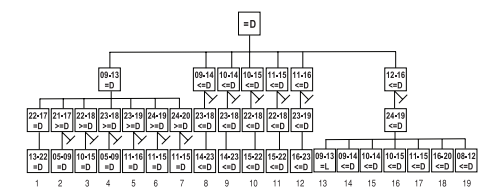 =D
09-13 09-14 10-14 10-15 11-15 11-16 12-16
=D <=D <=D <=D <=D <=D <=D
22-17 21-17 22-18 23-18 23-19 24-19 24-20 23-18 23-18 22-18 22-18 23-19 24-19
=D >=D >=D >=D >=D >=D >=D <=D <=D <=D <=D <=D <=D
13-22 05-09 10-15 05-09 11-16 11-15 11-15 14-23 14-23 15-22 15-22 16-23 09-13 09-14 10-14 10-15 11-15 16-20 08-12
=D =D =D =D =D =D =D <=D <=D <=D <=D <=D =L <=D <=D <=D <=D <=D <=D
1 2 3 4 5 6 7 8 9 10 11 12 13 14 15 16 17 18 19